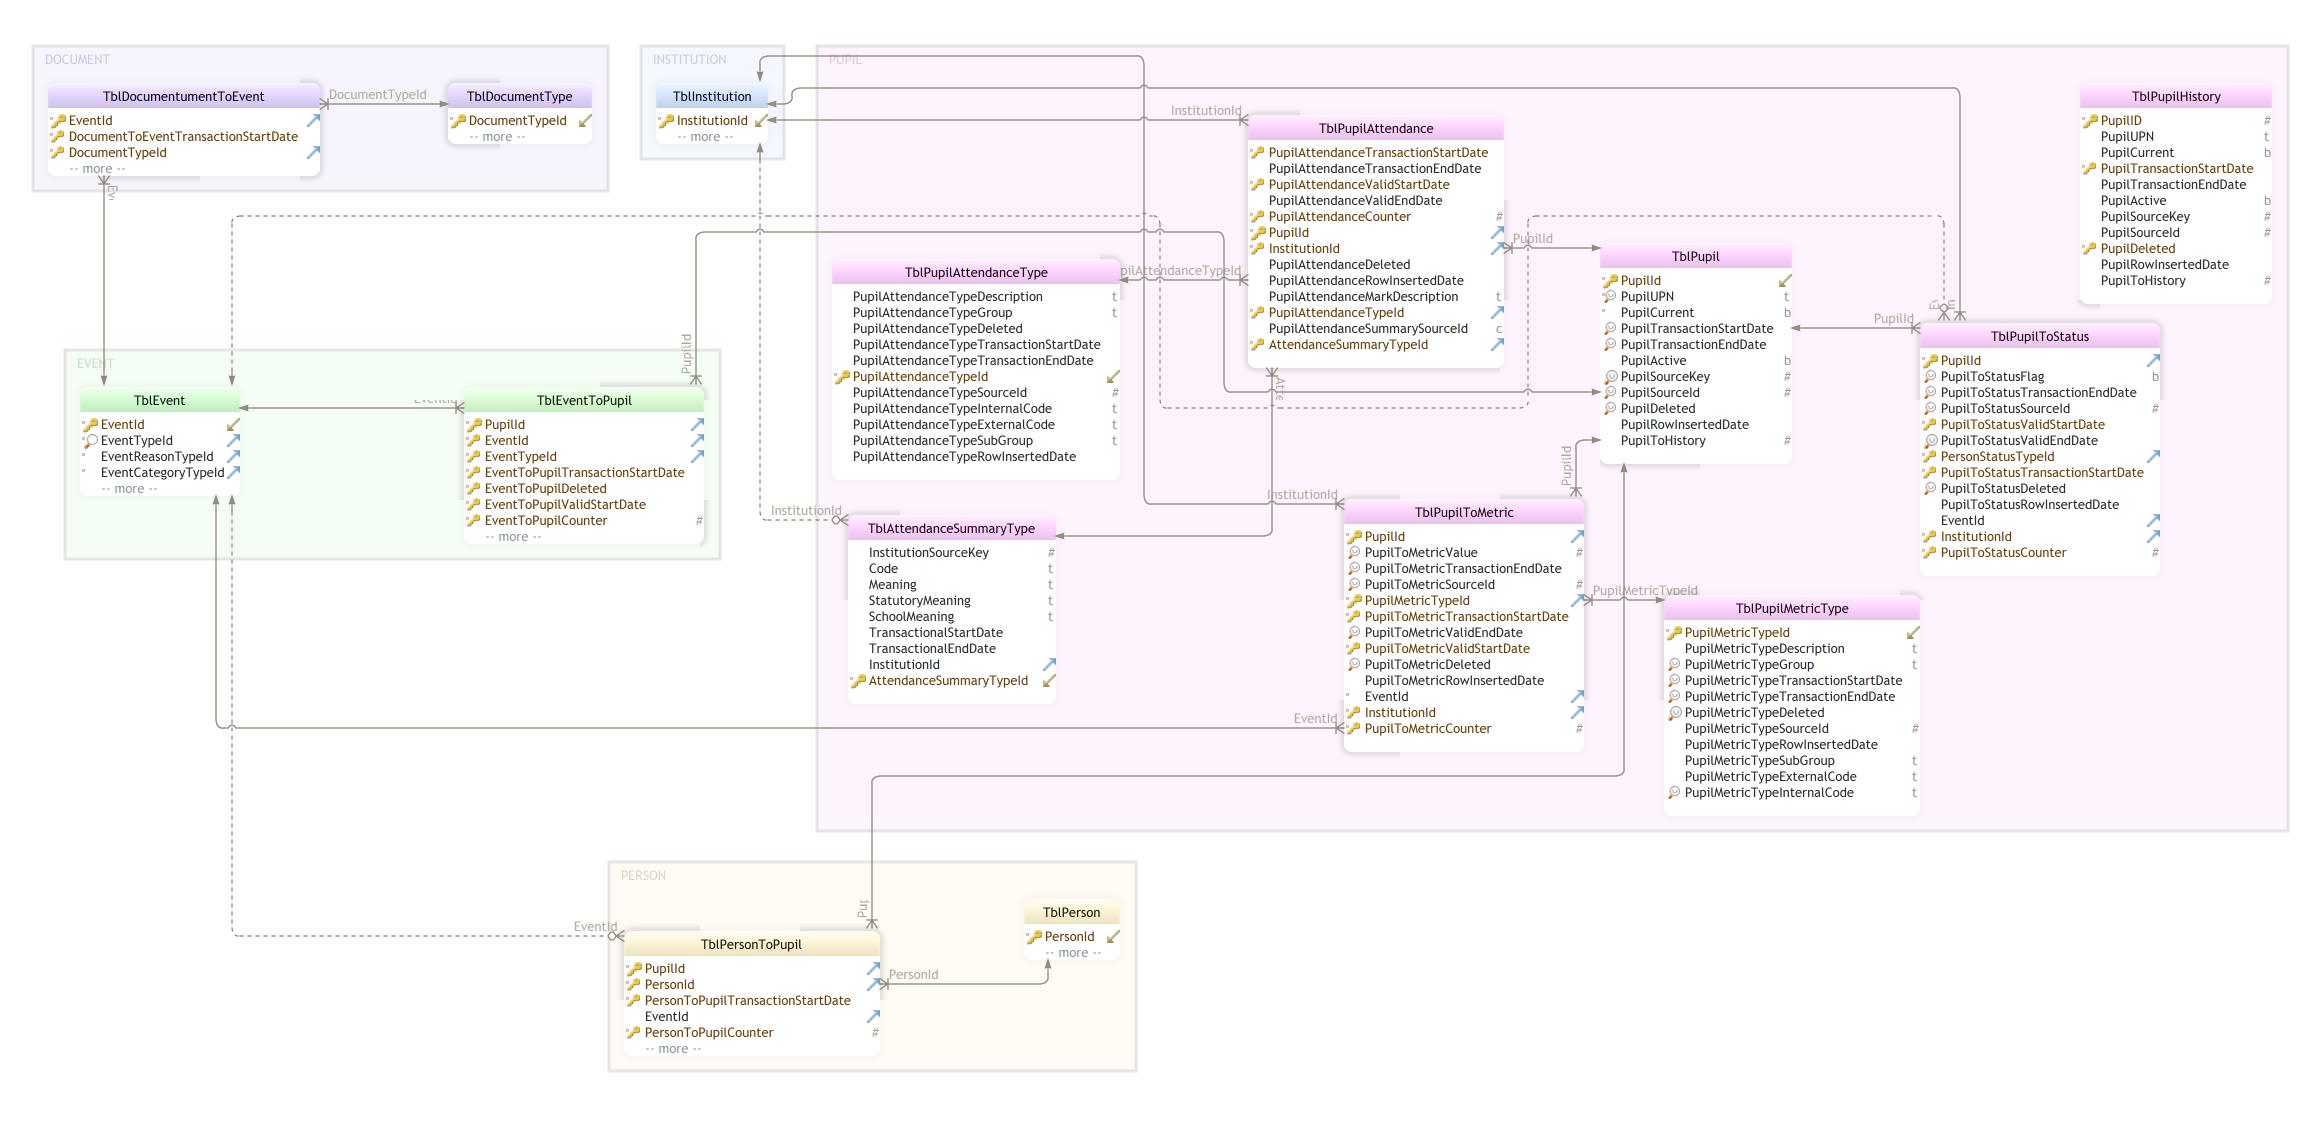 DOCUMENT
TblDocumentumToEvent
EventId
DocumentToEventTransactionStartDate
DocumentTypeId
-- more --
DocumentTypeId
TblDocumentType
DocumentTypeId
-- more --
INSTITUTION
TblInstitution
InstitutionId
-- more --
PUPIL
InstitutionId
TblPupilAttendance
PupilAttendanceTransactionStartDate
PupilAttendanceTransactionEndDate
PupilAttendanceValidStartDate
PupilAttendanceValidEndDate
PupilAttendanceCounter #
PupilId
InstitutionId
PupilAttendanceDeleted
PupilAttendanceRowInsertedDate
PupilAttendanceMarkDescription t
PupilAttendanceTypeId
PupilAttendanceSummarySourceId c
AttendanceSummaryTypeId
TblPupilHistory
PupilID #
PupilUPN t
PupilCurrent b
PupilTransactionStartDate
PupilTransactionEndDate
PupilActive b
PupilSourceKey #
PupilSourceId #
PupilDeleted
PupilRowInsertedDate
PupilToHistory #
PupilId
TblPupil
PupilId
PupilUPN t
PupilCurrent b
PupilTransactionStartDate
PupilTransactionEndDate
PupilActive b
PupilSourceKey #
PupilSourceId #
PupilDeleted
PupilRowInsertedDate
PupilToHistory #
pilAttendanceTypeId
TblPupilAttendanceType
PupilAttendanceTypeDescription t
PupilAttendanceTypeGroup t
PupilAttendanceTypeDeleted
PupilAttendanceTypeTransactionStartDate
PupilAttendanceTypeTransactionEndDate
PupilAttendanceTypeId
PupilAttendanceTypeSourceId #
PupilAttendanceTypeInternalCode t
PupilAttendanceTypeExternalCode t
PupilAttendanceTypeSubGroup t
PupilAttendanceTypeRowInsertedDate
PupilId
TblPupilToStatus
PupilId
PupilToStatusFlag b
PupilToStatusTransactionEndDate
PupilToStatusSourceId #
PupilToStatusValidStartDate
PupilToStatusValidEndDate
PersonStatusTypeId
PupilToStatusTransactionStartDate
PupilToStatusDeleted
PupilToStatusRowInsertedDate
EventId
InstitutionId
PupilToStatusCounter #
EVENT
TblEvent
EventId
EventTypeId
EventReasonTypeId
EventCategoryTypeId
-- more --
EventId
PupilId
TblEventToPupil
PupilId
EventId
EventTypeId
EventToPupilTransactionStartDate
EventToPupilDeleted
EventToPupilValidStartDate
EventToPupilCounter #
-- more --
InstitutionId
TblAttendanceSummaryType
InstitutionSourceKey #
Code t
Meaning t
StatutoryMeaning t
SchoolMeaning t
TransactionalStartDate
TransactionalEndDate
InstitutionId
AttendanceSummaryTypeId
InstitutionId
PupilId
TblPupilToMetric
PupilId
PupilToMetricValue #
PupilToMetricTransactionEndDate
PupilToMetricSourceId #
PupilMetricTypeId
PupilToMetricTransactionStartDate
PupilToMetricValidEndDate
PupilToMetricValidStartDate
PupilToMetricDeleted
PupilToMetricRowInsertedDate
EventId
InstitutionId
PupilToMetricCounter #
EventId
PupilMetricTypeId
TblPupilMetricType
PupilMetricTypeId
PupilMetricTypeDescription t
PupilMetricTypeGroup t
PupilMetricTypeTransactionStartDate
PupilMetricTypeTransactionEndDate
PupilMetricTypeDeleted
PupilMetricTypeSourceId #
PupilMetricTypeRowInsertedDate
PupilMetricTypeSubGroup t
PupilMetricTypeExternalCode t
PupilMetricTypeInternalCode t
PERSON
EventId
TblPersonToPupil
PupilId
PersonId
PersonToPupilTransactionStartDate
EventId
PersonToPupilCounter #
-- more --
PersonId
TblPerson
PersonId
-- more --